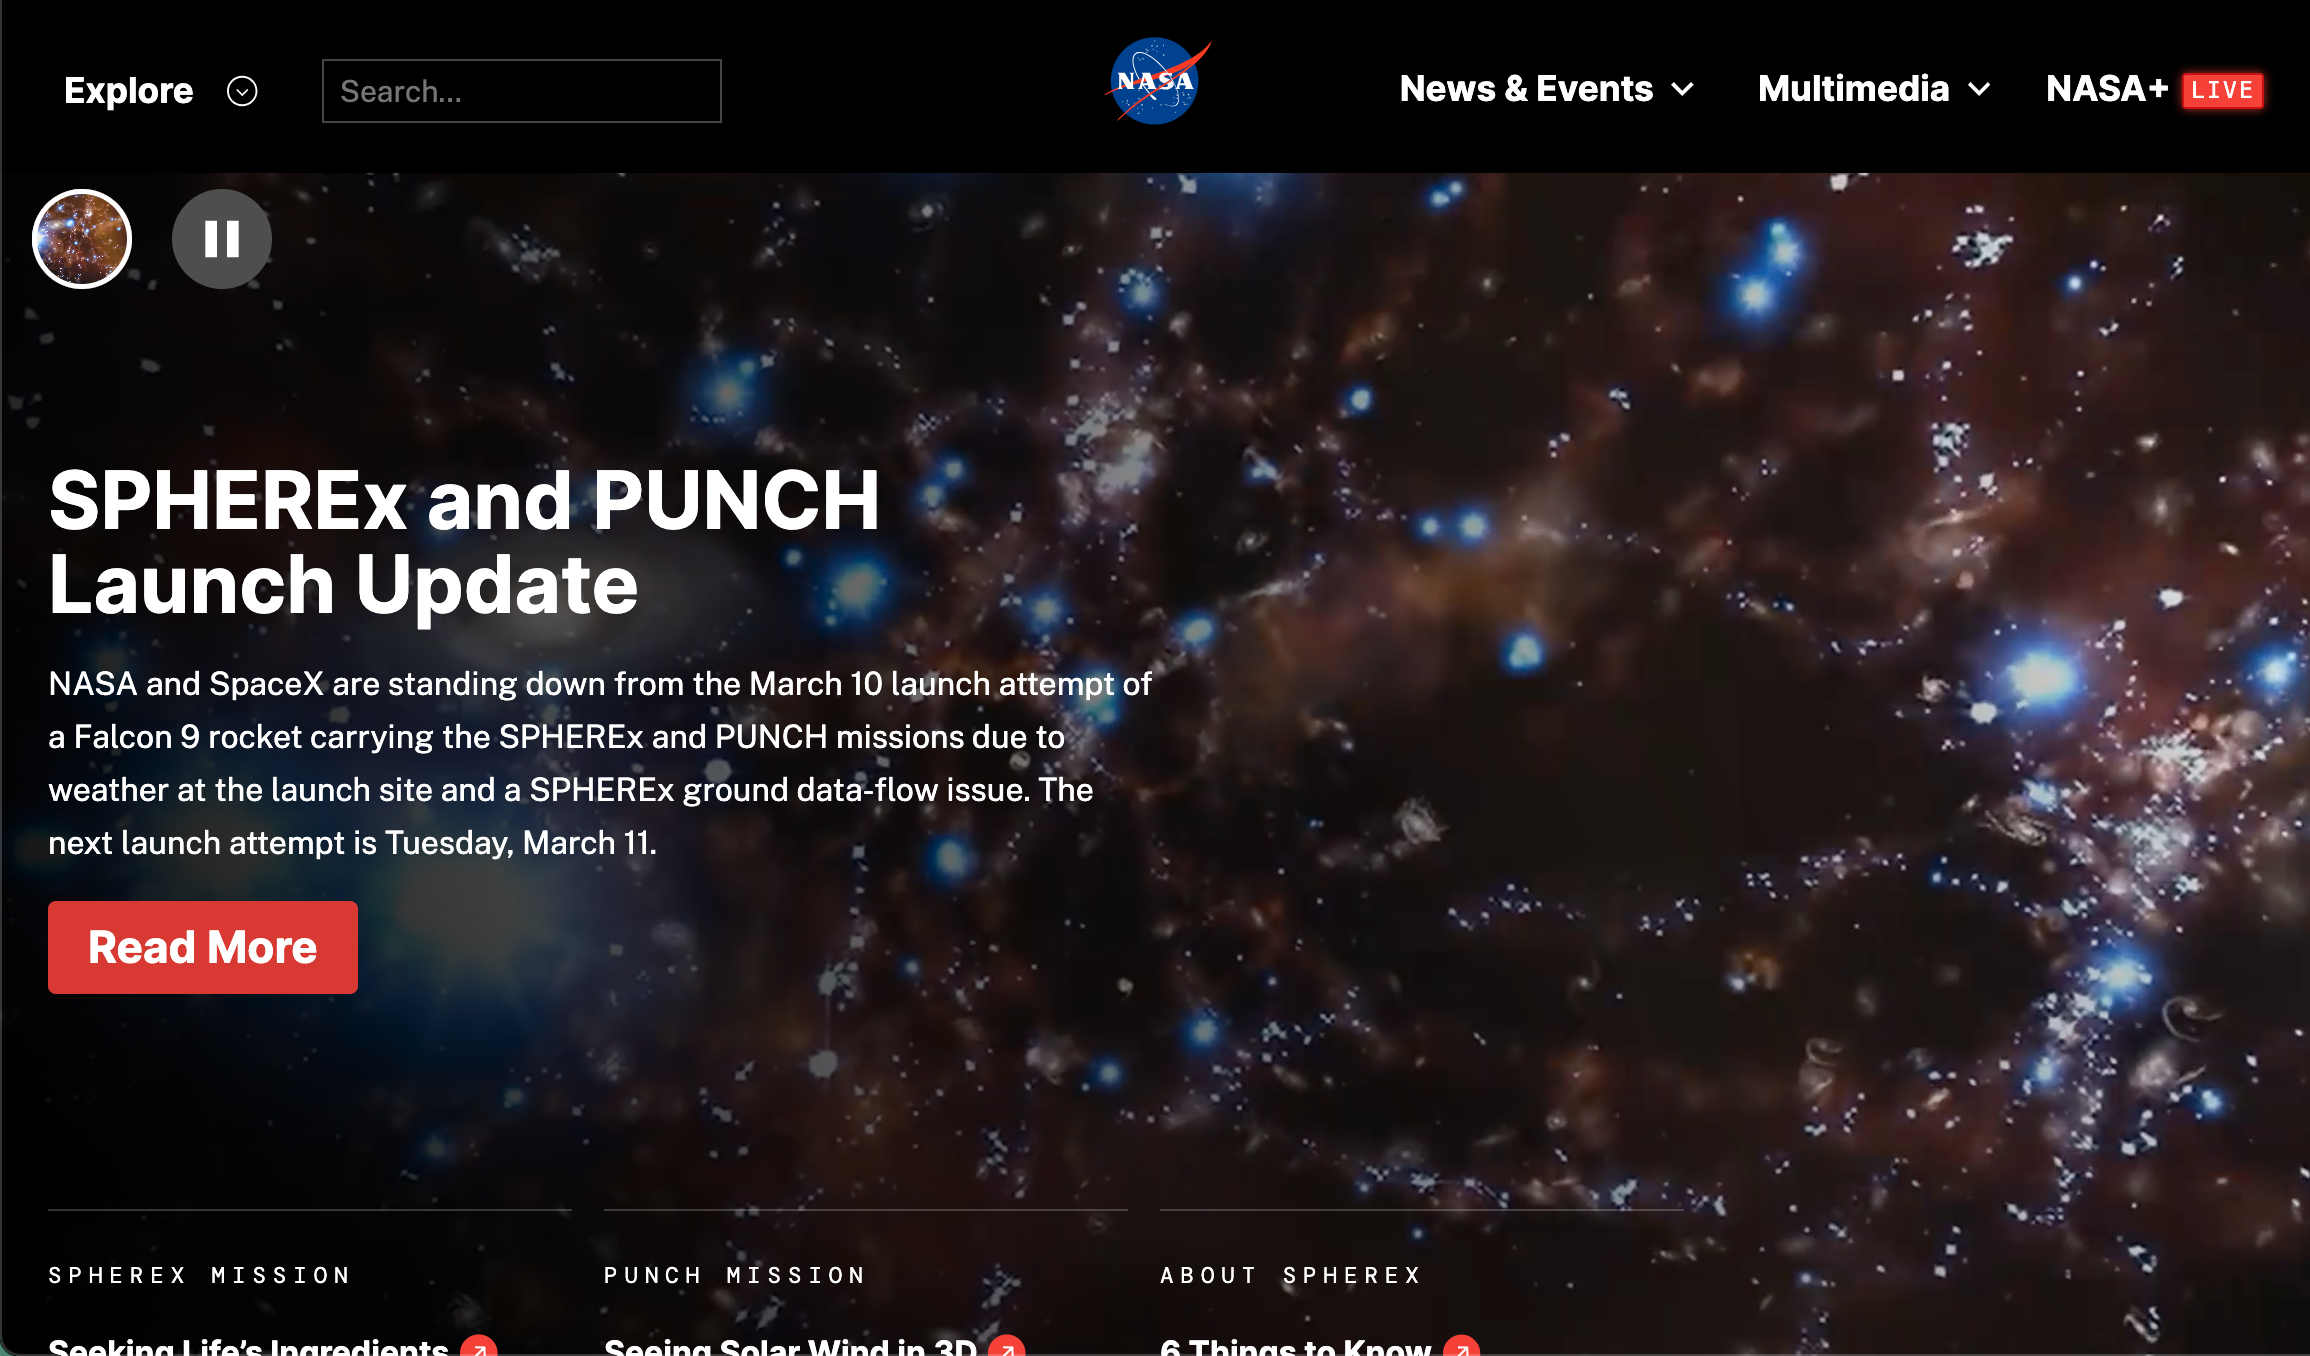 Explore
Search...
NASA
News & Events
Multimedia
NASA+ LIVE
SPHEREx and PUNCH
Launch Update
NASA and SpaceX are standing down from the March 10 launch attempt of
a Falcon 9 rocket carrying the SPHEREx and PUNCH missions due to
weather at the launch site and a SPHEREx ground data-flow issue. The
next launch attempt is Tuesday, March 11.
Read More
SPHEREX MISSION
Seeking Life's Ingredients
PUNCH MISSION
Seeing Solar Wind in 3D
ABOUT SPHEREX
6 Things to Know